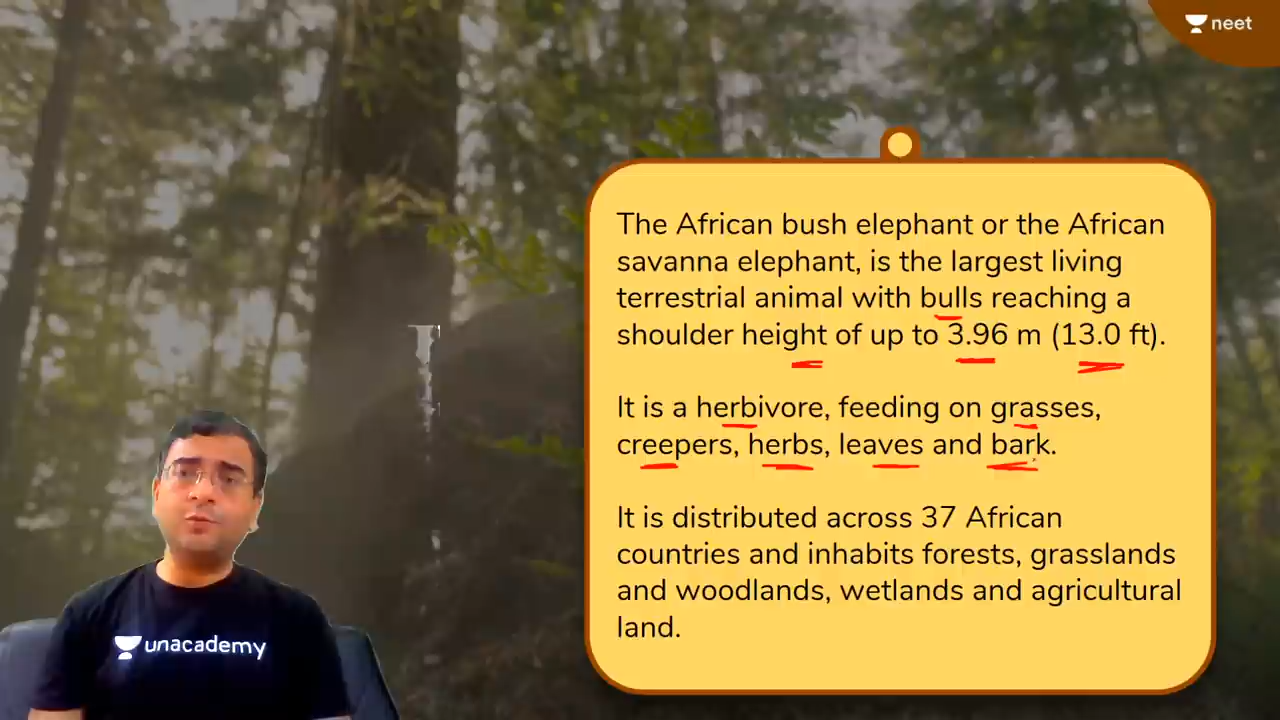 neet
The African bush elephant or the African
savanna elephant, is the largest living
terrestrial animal with bulls reaching a
shoulder height of up to 3.96 m (13.0 ft).
It is a herbivore, feeding on grasses,
creepers, herbs, leaves and bark.
It is distributed across 37 African
countries and inhabits forests, grasslands
and woodlands, wetlands and agricultural
land.
unacademy